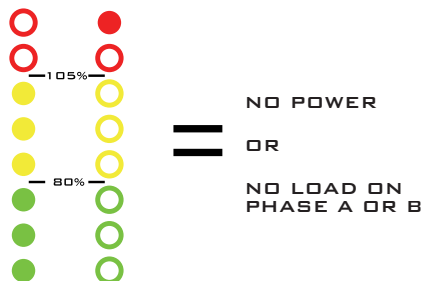 105%
80%
NO POWER
OR
NO LOAD ON
PHASE A OR B